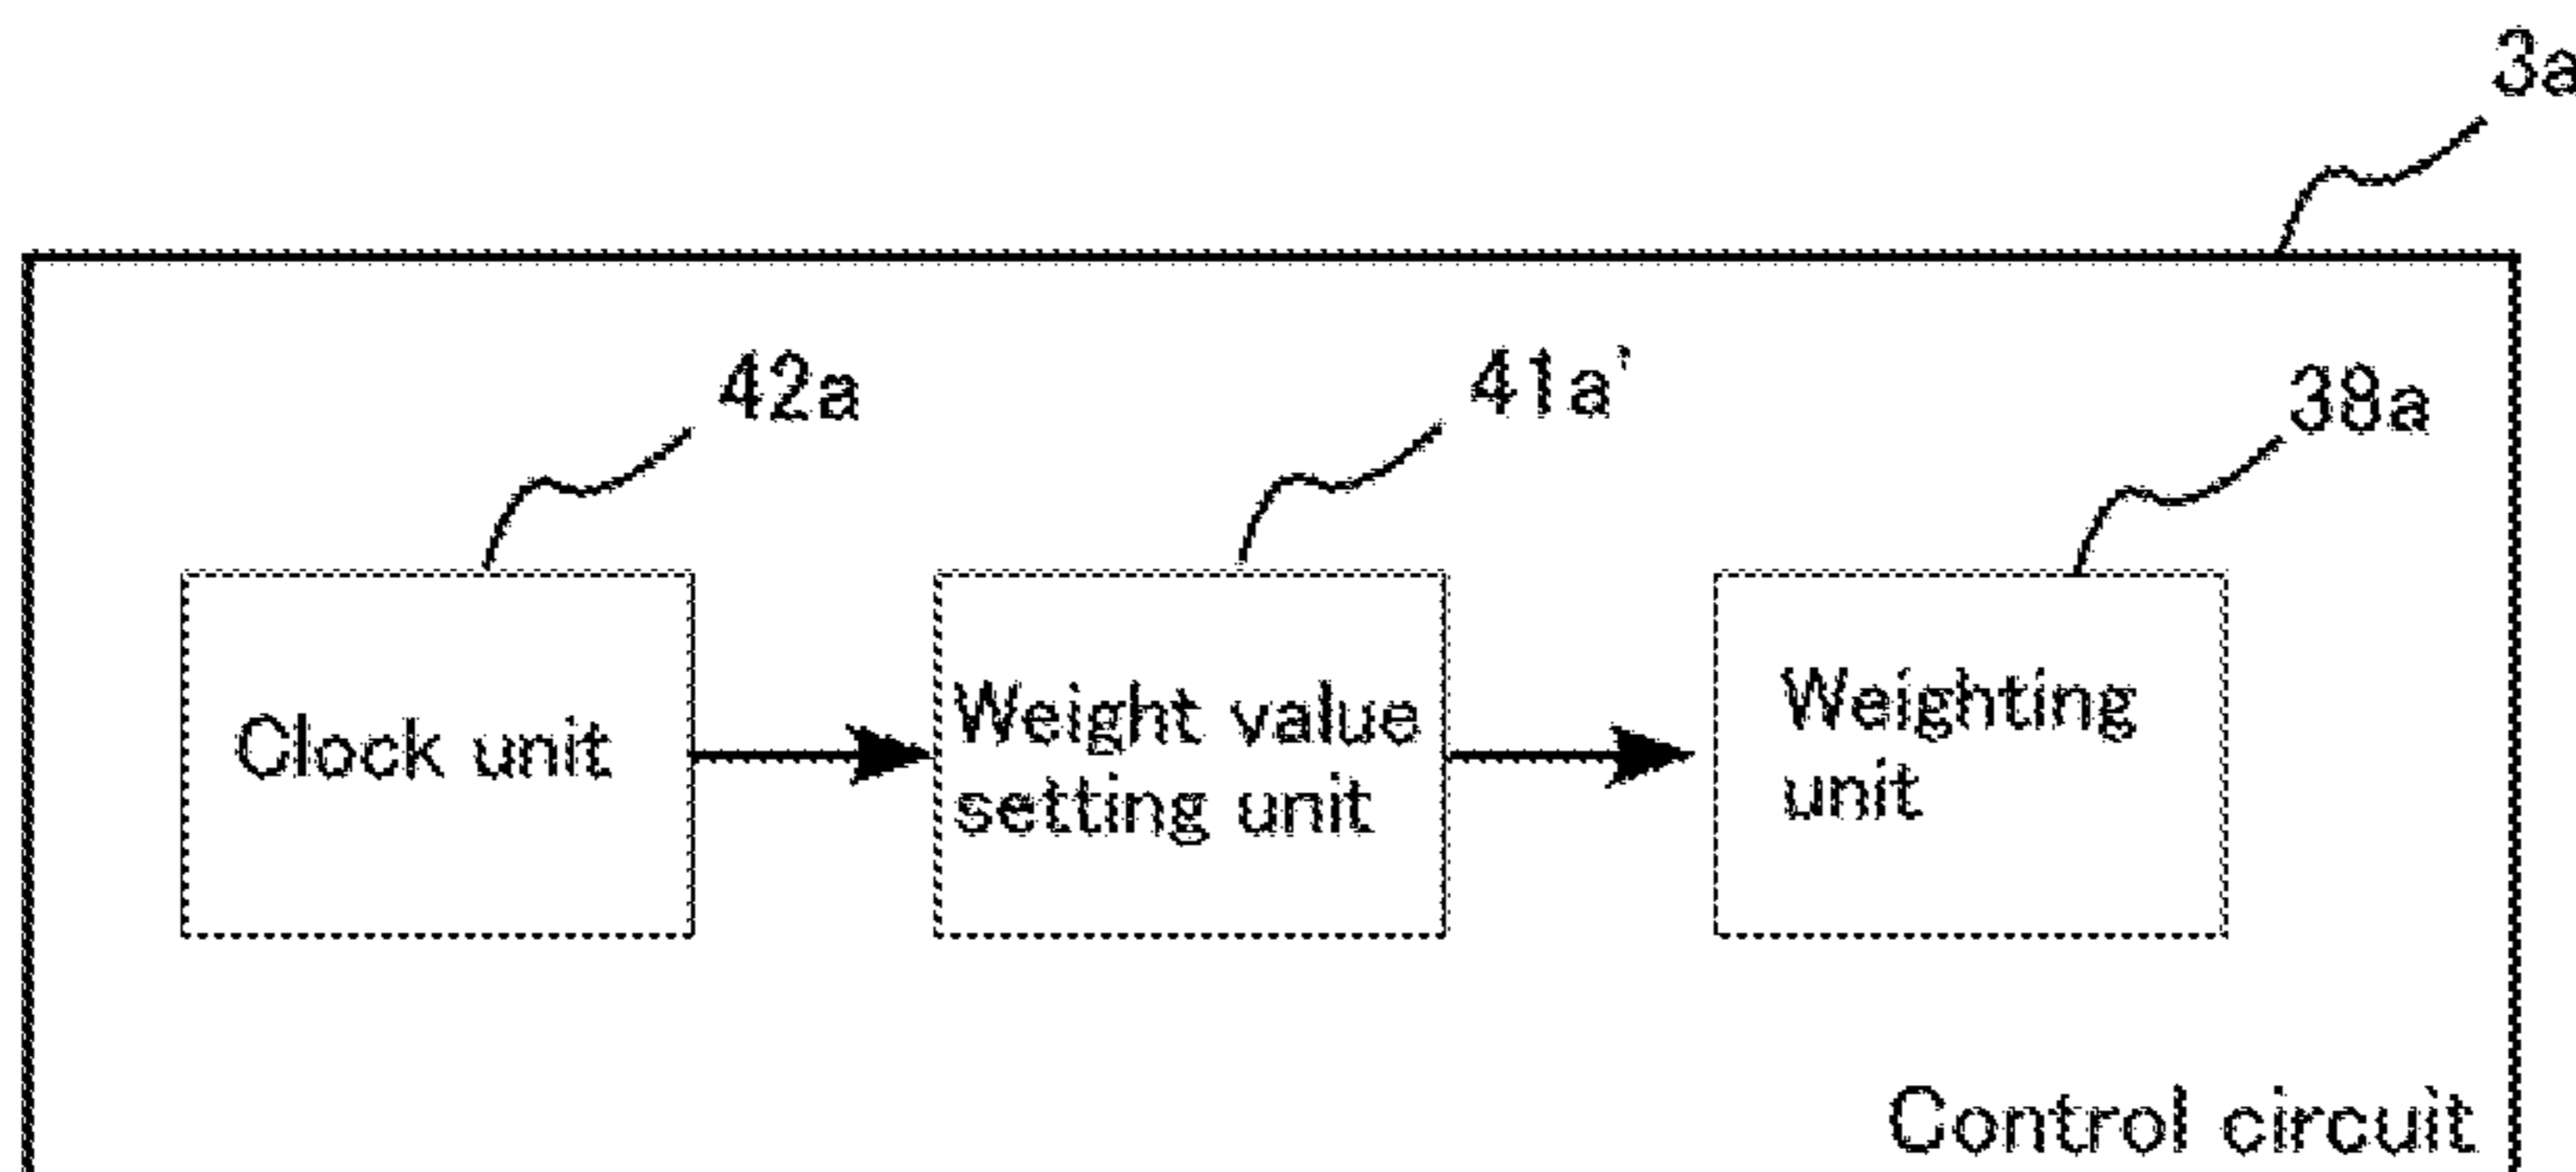 3a
42a
41a'
38a
Clock unit
Weight value
setting unit
Weighting
unit
Control circuit